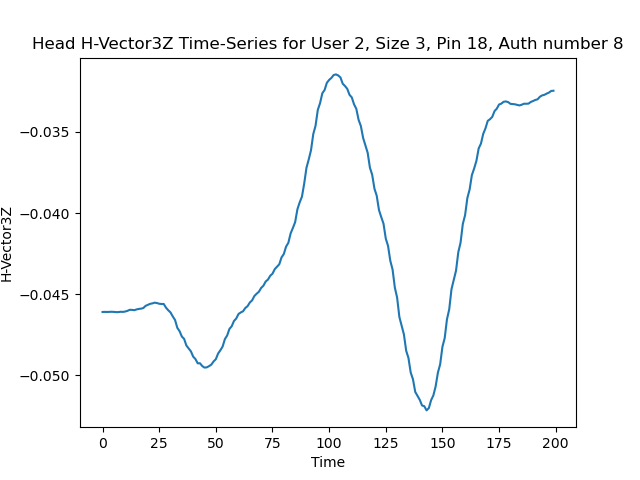 Head H-Vector3Z Time-Series for User 2, Size 3, Pin 18, Auth number 8
H-Vector3Z
−0.035
−0.040
−0.045
−0.050
0 25 50 75 100 125 150 175 200
Time